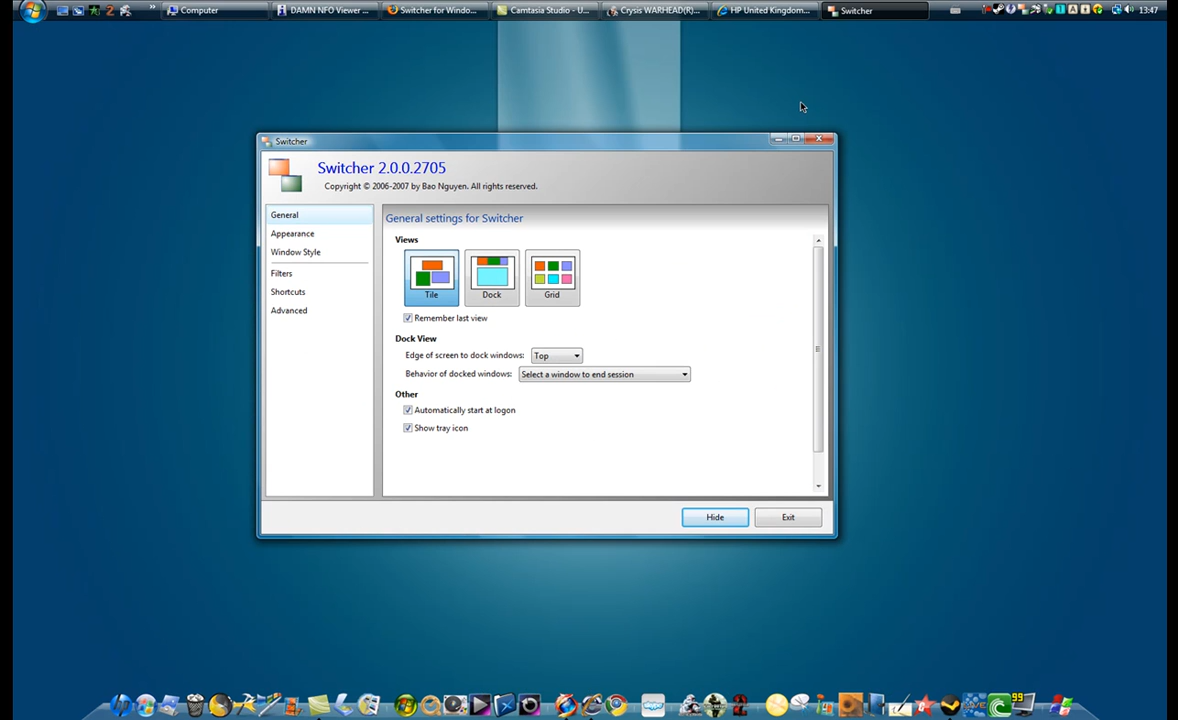 Computer
DAMN NFO Viewer ...
Switcher for Windo...
Camtasia Studio - U...
Crysis WARHEAD(R)...
HP United Kingdom...
Switcher
13:47
Switcher
Switcher 2.0.0.2705
Copyright © 2006-2007 by Bao Nguyen. All rights reserved.
General
Appearance
Window Style
Filters
Shortcuts
Advanced
General settings for Switcher
Views
Tile
Dock
Grid
Remember last view
Dock View
Edge of screen to dock windows: Top
Behavior of docked windows: Select a window to end session
Other
Automatically start at logon
Show tray icon
Hide
Exit
99